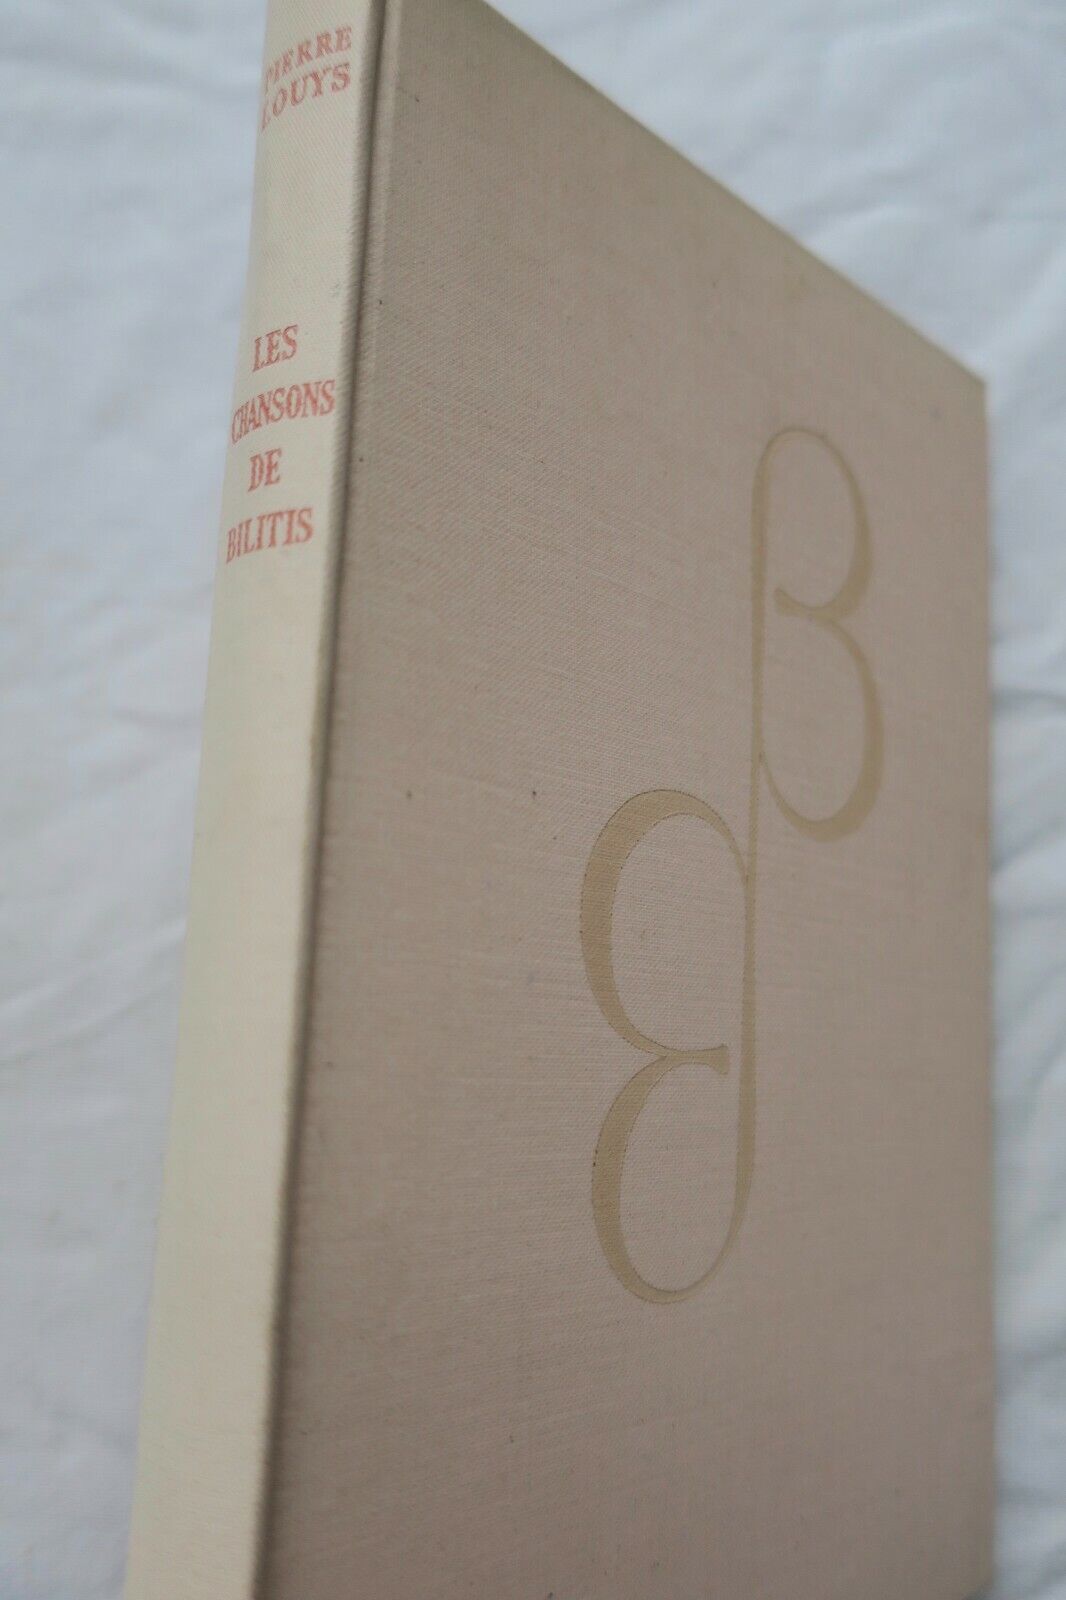 PIERRE
LOUYS
LES
CHANSONS
DE
BILITIS
β
β